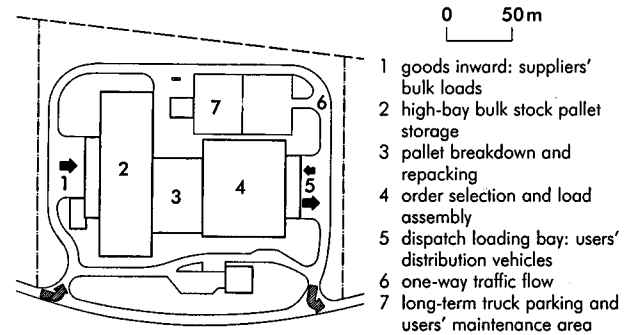 0 50 m
1 goods inward: suppliers'
bulk loads
2 high-bay bulk stock pallet
storage
3 pallet breakdown and
repacking
4 order selection and load
assembly
5 dispatch loading bay: users'
distribution vehicles
6 one-way traffic flow
7 long-term truck parking and
users' maintenance area
7
6
1
2
3
4
5